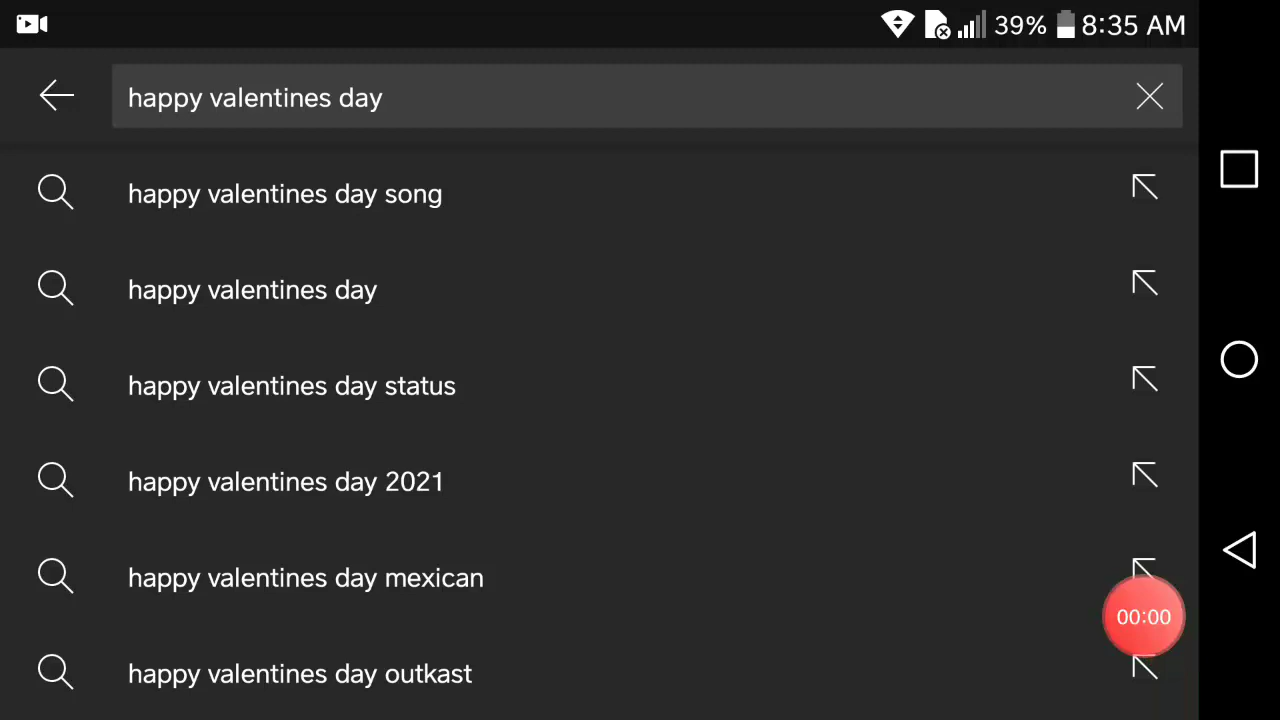 39% 8:35 AM
happy valentines day
happy valentines day song
happy valentines day
happy valentines day status
happy valentines day 2021
happy valentines day mexican
00:00
happy valentines day outkast